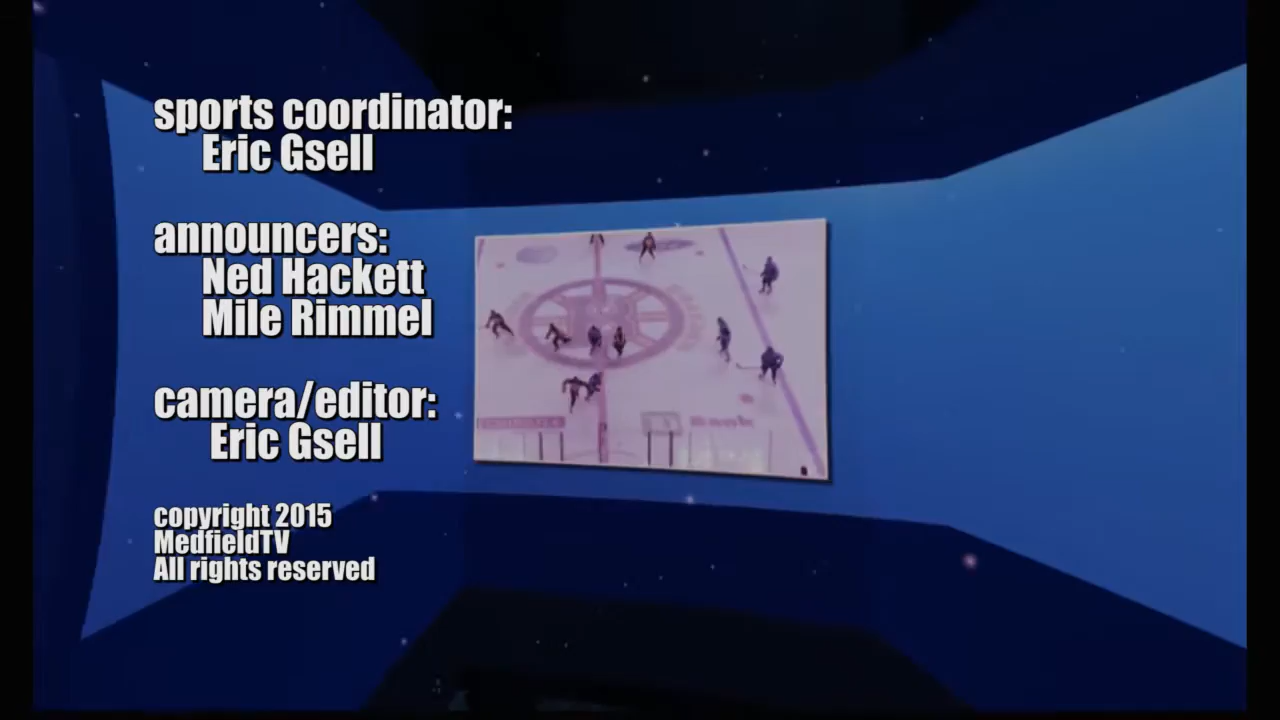 sports coordinator:
Eric Gsell
announcers:
Ned Hackett
Mile Rimmel
camera/editor:
Eric Gsell
copyright 2015
MedfieldTV
All rights reserved